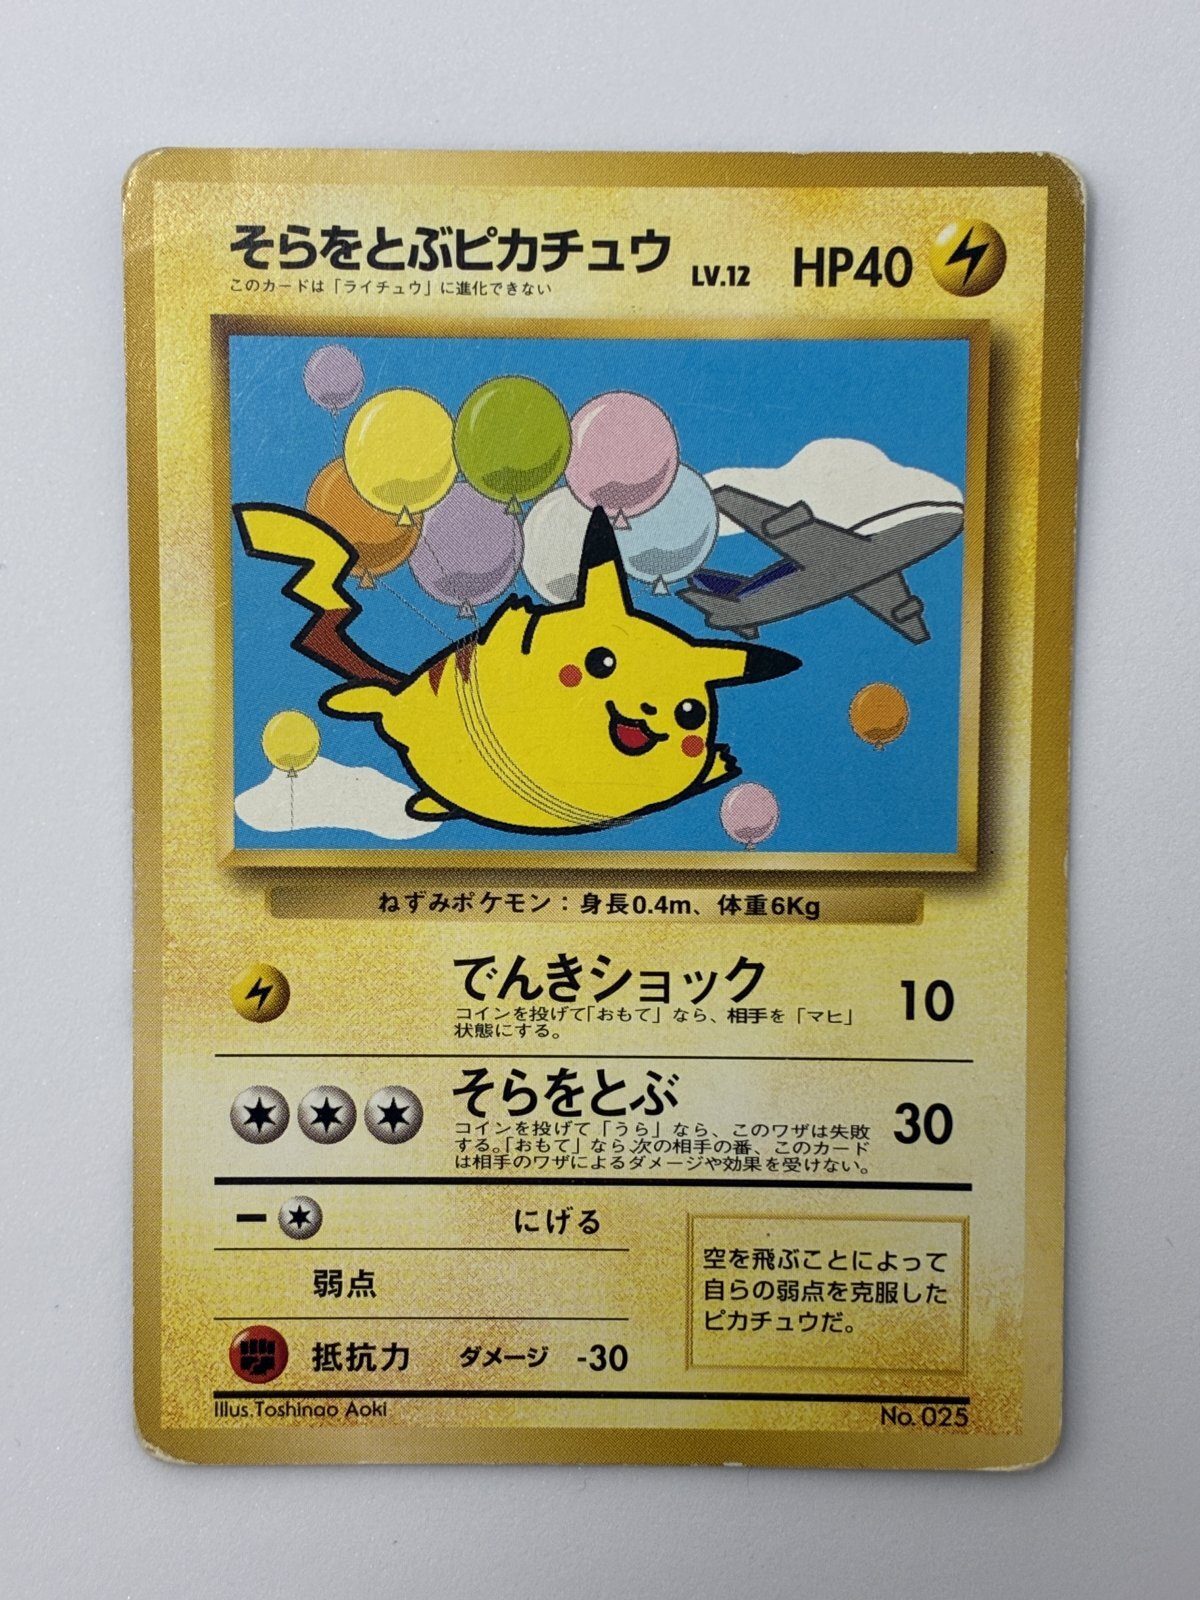 そらをとぶピカチュウ LV.12 HP40
このカードは「ライチュウ」に進化できない
ねずみポケモン：身長0.4m、体重6Kg
でんきショック 10
コインを投げて「おもて」なら、相手を「マヒ」
状態にする。
そらをとぶ 30
コインを投げて「うら」なら、このワザは失敗
する。「おもて」なら、次の相手の番、このカード
は相手のワザによるダメージや効果を受けない。
にげる
弱点
抵抗力 ダメージ -30
空を飛ぶことによって
自らの弱点を克服した
ピカチュウだ。
Illus.Toshinao Aoki
No. 025